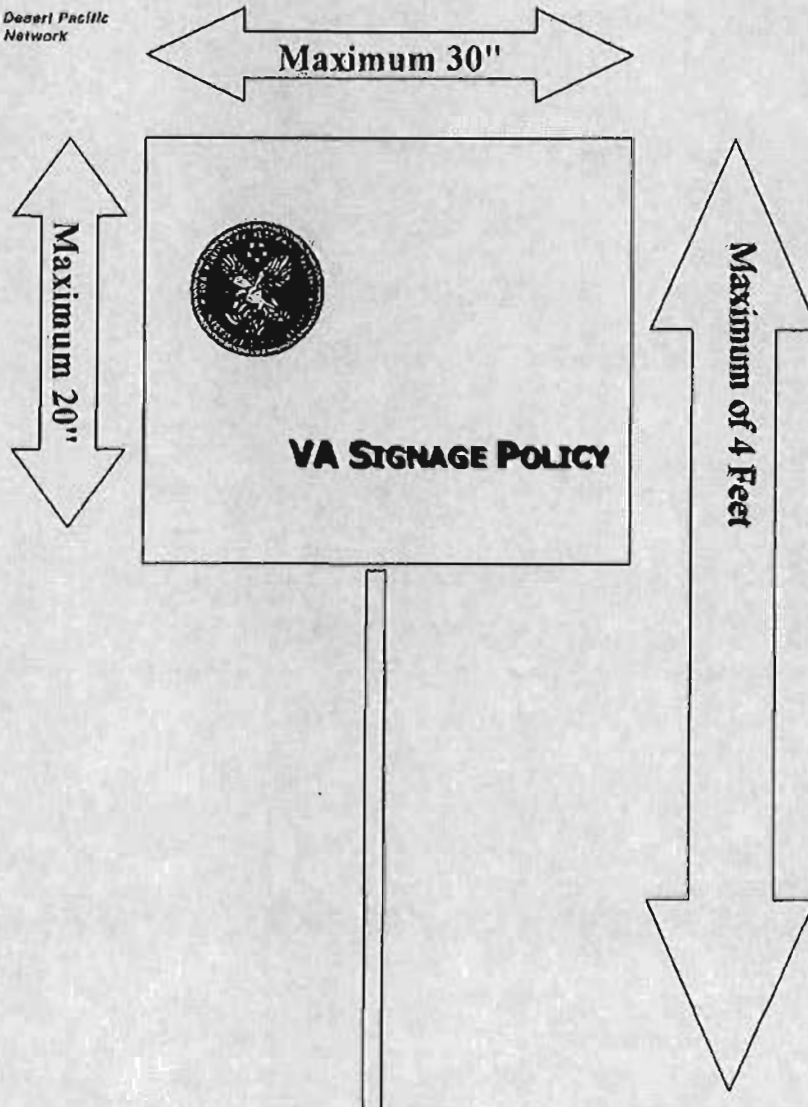 Desert Pacific
Network
Maximum 30"
Maximum 20"
Maximum of 4 Feet
VA SIGNAGE POLICY